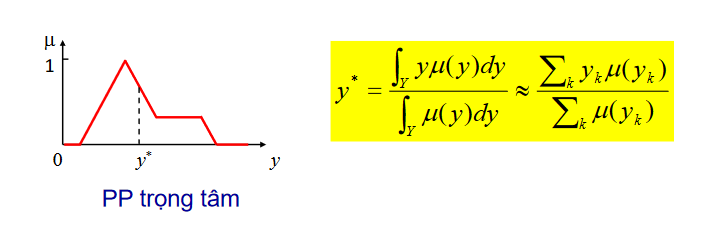 μ
1
0
y*
y
PP trọng tâm
y* = ∫_Y yμ(y)dy / ∫_Y μ(y)dy ≈ ∑_k y_k μ(y_k) / ∑_k μ(y_k)